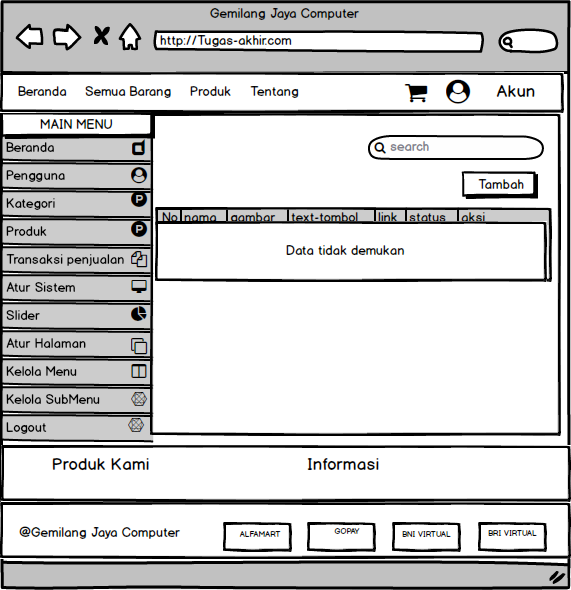 Gemilang Jaya Computer
http://Tugas-akhir.com
Beranda Semua Barang Produk Tentang Akun
MAIN MENU
Beranda
Pengguna
Kategori
Produk
Transaksi penjualan
Atur Sistem
Slider
Atur Halaman
Kelola Menu
Kelola SubMenu
Logout
search
Tambah
No nama gambar text-tombol link status aksi
Data tidak demukan
Produk Kami Informasi
@Gemilang Jaya Computer ALFAMART GOPAY BNI VIRTUAL BRI VIRTUAL